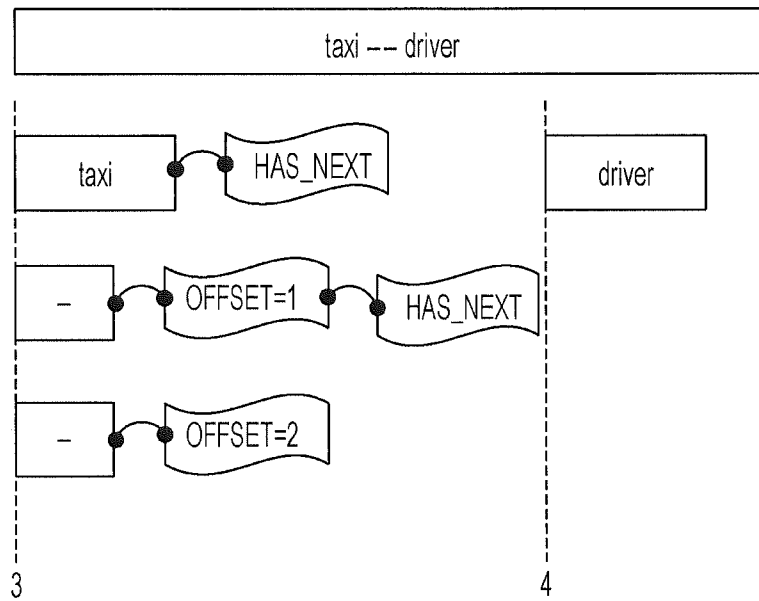 taxi -- driver
taxi HAS_NEXT driver
- OFFSET=1 HAS_NEXT
- OFFSET=2
3 4